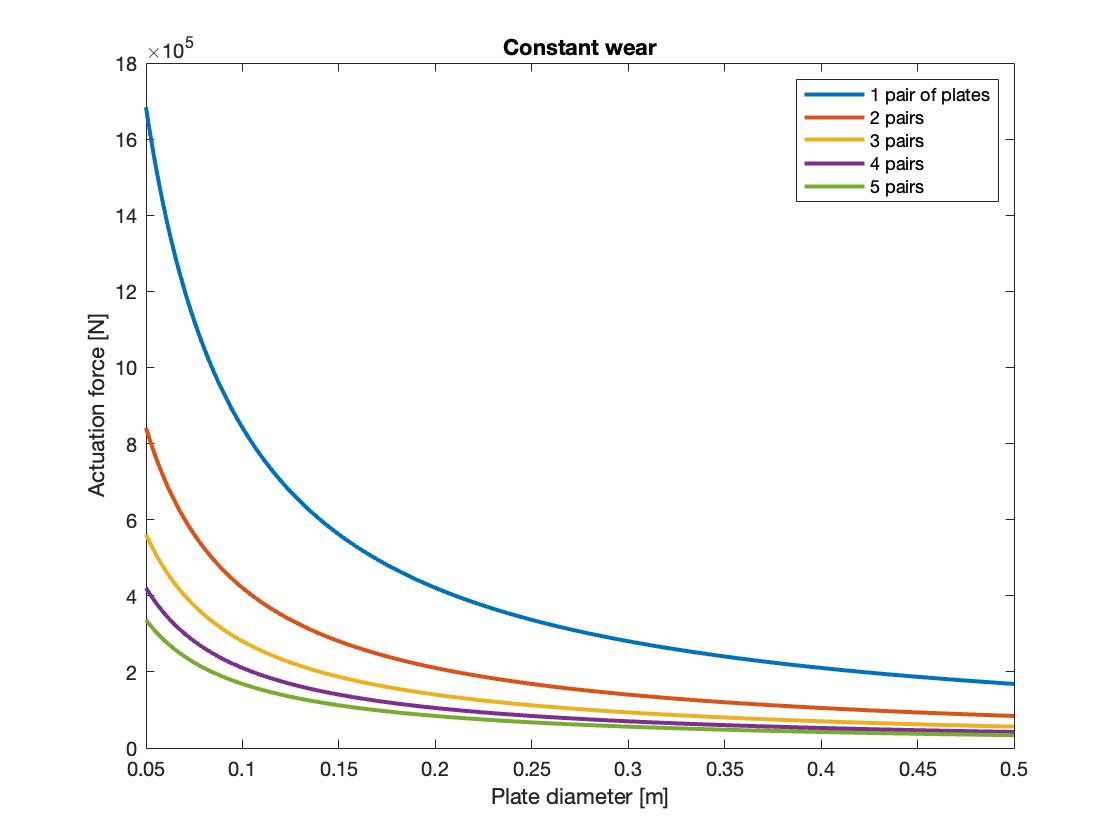 Constant wear
×10⁵
18
16
14
12
10
8
6
4
2
0
Actuation force [N]
1 pair of plates
2 pairs
3 pairs
4 pairs
5 pairs
0.05 0.1 0.15 0.2 0.25 0.3 0.35 0.4 0.45 0.5
Plate diameter [m]